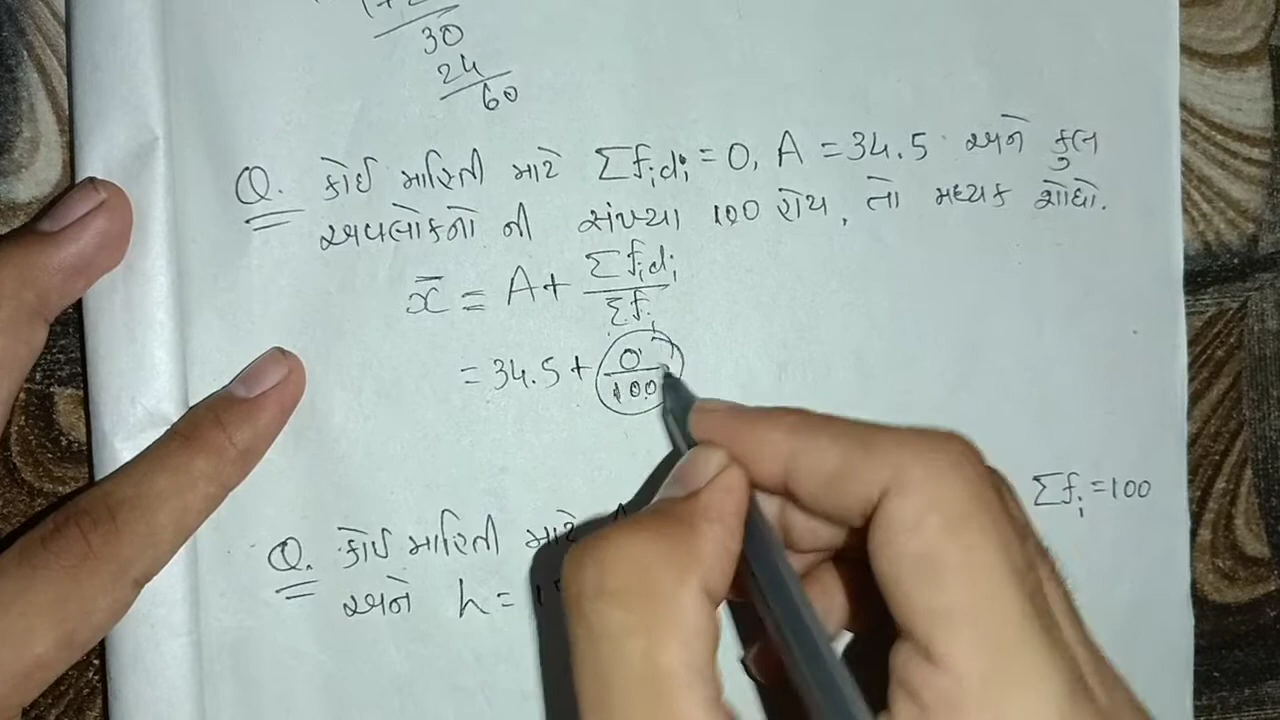 30
24
60
Q. કોઈ માહિતી માટે Σfᵢdᵢ = 0, A = 34.5 અને કુલ
અવલોકનો ની સંખ્યા 100 હોય, તો મધ્યક શોધો.
x̄ = A + Σfᵢdᵢ / Σfᵢ
= 34.5 + 0 / 100
Q. કોઈ માહિતી માટે Σfᵢ = 100
અને h =